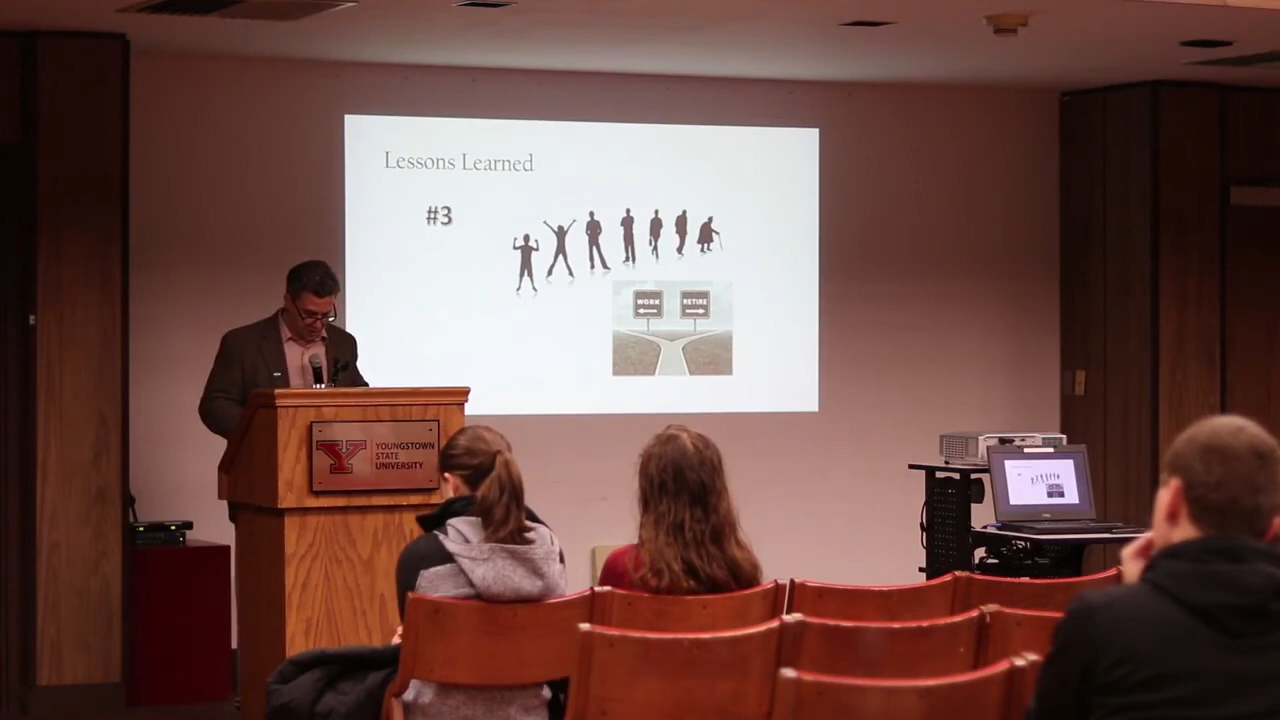 Lessons Learned
#3
WORK
RETIRE
Y
YOUNGSTOWN
STATE
UNIVERSITY